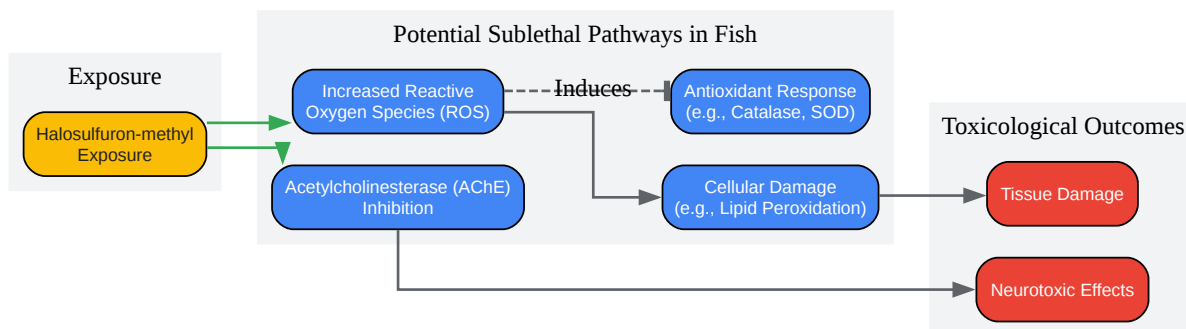 Potential Sublethal Pathways in Fish
Exposure
Halosulfuron-methyl
Exposure
Increased Reactive
Oxygen Species (ROS)
Induces
Antioxidant Response
(e.g., Catalase, SOD)
Acetylcholinesterase (AChE)
Inhibition
Cellular Damage
(e.g., Lipid Peroxidation)
Toxicological Outcomes
Tissue Damage
Neurotoxic Effects